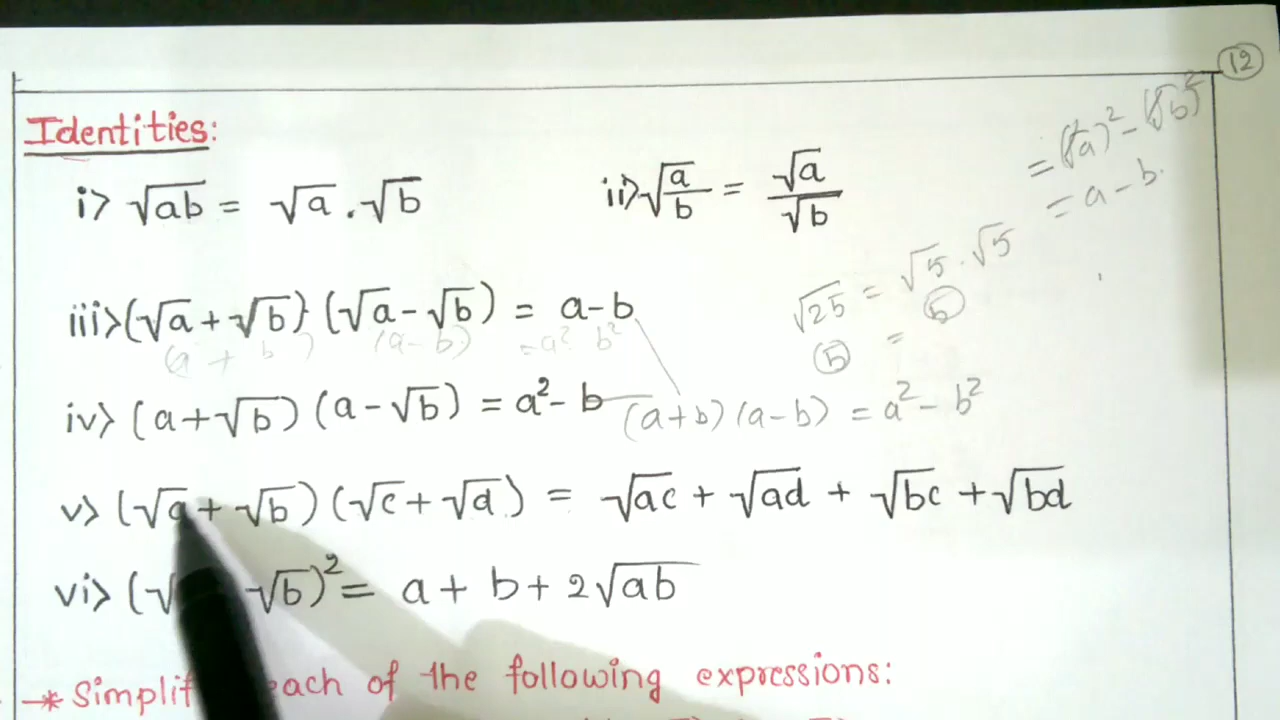 12
Identities:
i> √ab = √a . √b
ii> √a/b = √a/√b
= (√a)² - (√b)²
= a - b.
√25 = √5 . √5
5 = 5
iii> (√a + √b) (√a - √b) = a - b
(a + b) (a - b) = a² b²
iv> (a + √b) (a - √b) = a² - b
(a + b) (a - b) = a² - b²
v> (√a + √b) (√c + √d) = √ac + √ad + √bc + √bd
vi> (√ √b)² = a + b + 2√ab
→* Simplif each of the following expressions: